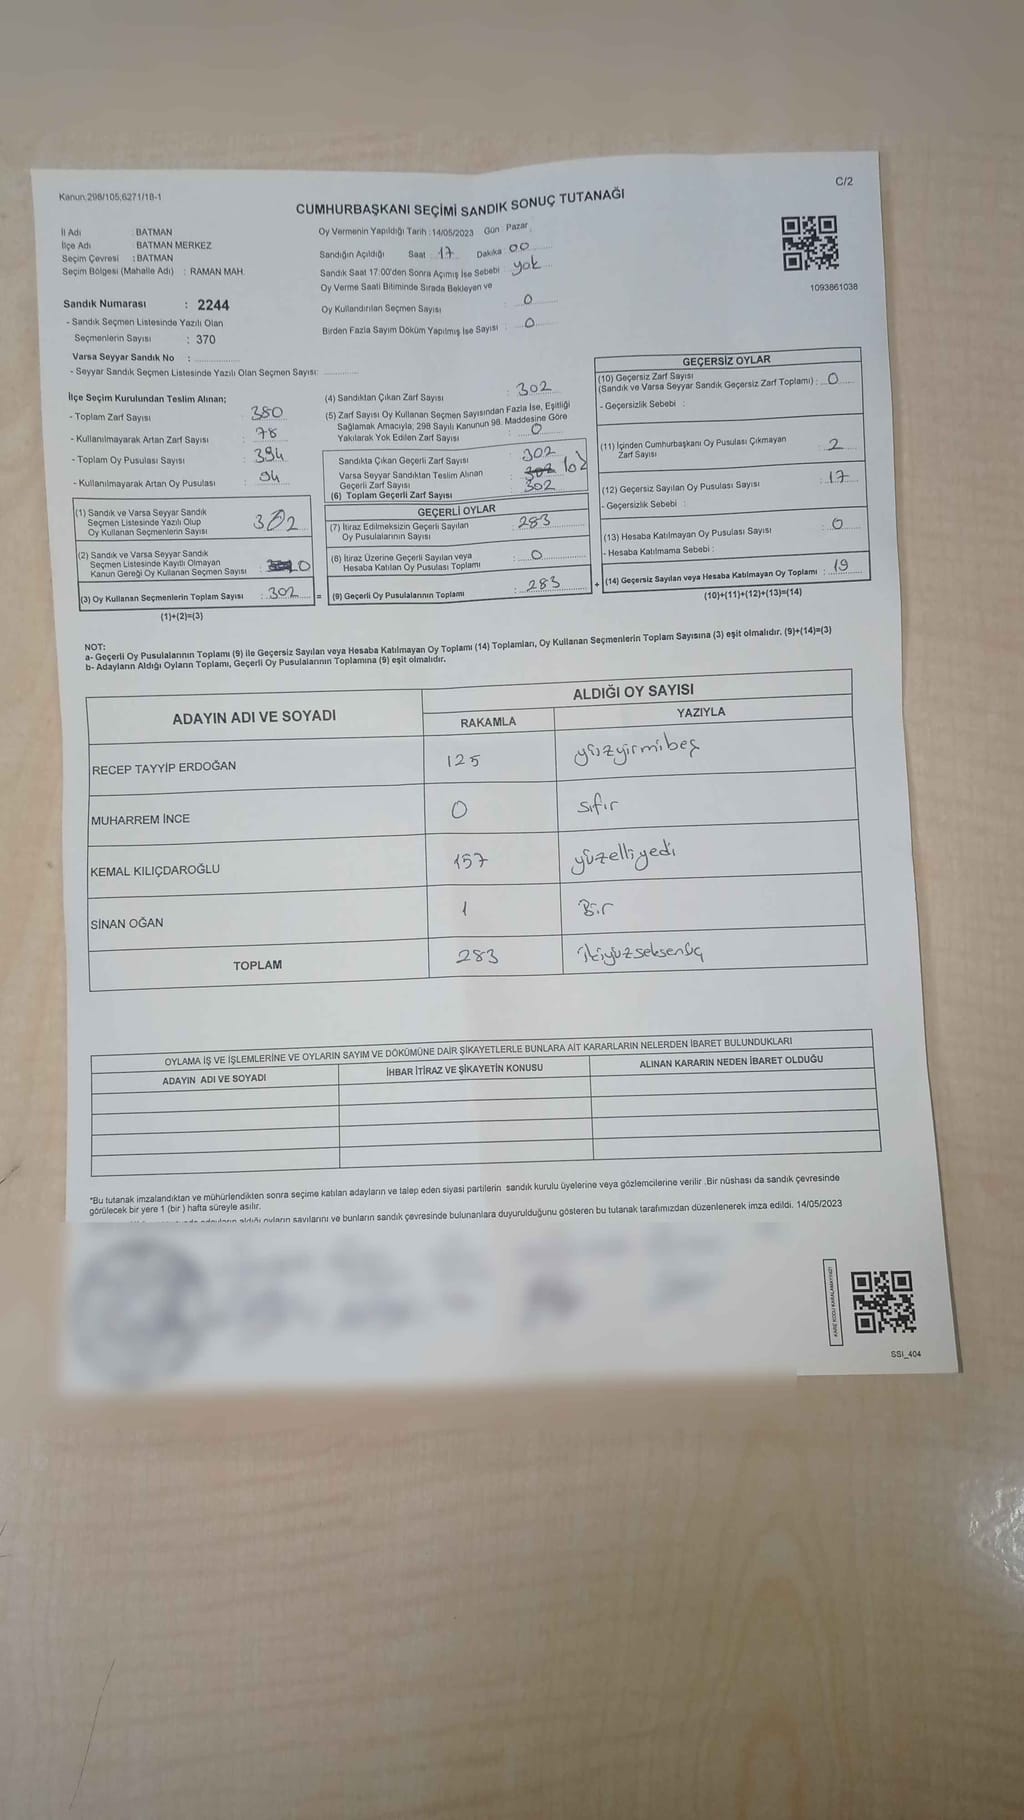 Kanun.298/105,6271/18-1
C/2
CUMHURBAŞKANI SEÇİMİ SANDIK SONUÇ TUTANAĞI
İl Adı : BATMAN
İlçe Adı : BATMAN MERKEZ
Seçim Çevresi : BATMAN
Seçim Bölgesi (Mahalle Adı) : RAMAN MAH.
Sandık Numarası : 2244
- Sandık Seçmen Listesinde Yazılı Olan
Seçmenlerin Sayısı : 370
Varsa Seyyar Sandık No :
- Seyyar Sandık Seçmen Listesinde Yazılı Olan Seçmen Sayısı:
Oy Vermenin Yapıldığı Tarih : 14/05/2023 Gün Pazar
Sandığın Açıldığı Saat : 17 Dakika 00
Sandık Saat 17.00'den Sonra Açımış İse Sebebi yok
Oy Verme Saati Bitiminde Sırada Bekleyen ve
Oy Kullandırılan Seçmen Sayısı : 0
Birden Fazla Sayım Döküm Yapılmış İse Sayısı : 0
1093861038
İlçe Seçim Kurulundan Teslim Alınan;
- Toplam Zarf Sayısı : 380
- Kullanılmayarak Artan Zarf Sayısı : 78
- Toplam Oy Pusulası Sayısı : 394
- Kullanılmayarak Artan Oy Pusulası : 94
(1) Sandık ve Varsa Seyyar Sandık
Seçmen Listesinde Yazılı Olup
Oy Kullanan Seçmenlerin Sayısı 302
(2) Sandık ve Varsa Seyyar Sandık
Seçmen Listesinde Kayıtlı Olmayan
Kanun Gereği Oy Kullanan Seçmen Sayısı : 0
(3) Oy Kullanan Seçmenlerin Toplam Sayısı : 302 =
(1)+(2)=(3)
(4) Sandıktan Çıkan Zarf Sayısı : 302
(5) Zarf Sayısı Oy Kullanan Seçmen Sayısından Fazla İse, Eşitliği
Sağlamak Amacıyla; 298 Sayılı Kanunun 98. Maddesine Göre
Yakılarak Yok Edilen Zarf Sayısı : 0
Sandıkta Çıkan Geçerli Zarf Sayısı : 302
Varsa Seyyar Sandıktan Teslim Alınan
Geçerli Zarf Sayısı
(6) Toplam Geçerli Zarf Sayısı : 302
GEÇERLİ OYLAR
(7) İtiraz Edilmeksizin Geçerli Sayılan
Oy Pusulalarının Sayısı : 283
(8) İtiraz Üzerine Geçerli Sayılan veya
Hesaba Katılan Oy Pusulası Toplamı : 0
(9) Geçerli Oy Pusulalarının Toplamı : 283 +
GEÇERSİZ OYLAR
(10) Geçersiz Zarf Sayısı
(Sandık ve Varsa Seyyar Sandık Geçersiz Zarf Toplamı) : 0
- Geçersizlik Sebebi :
(11) İçinden Cumhurbaşkanı Oy Pusulası Çıkmayan
Zarf Sayısı : 2
(12) Geçersiz Sayılan Oy Pusulası Sayısı : 17
- Geçersizlik Sebebi :
(13) Hesaba Katılmayan Oy Pusulası Sayısı : 0
- Hesaba Katılmama Sebebi :
(14) Geçersiz Sayılan veya Hesaba Katılmayan Oy Toplamı : 19
(10)+(11)+(12)+(13)=(14)
NOT:
a- Geçerli Oy Pusulalarının Toplamı (9) ile Geçersiz Sayılan veya Hesaba Katılmayan Oy Toplamı (14) Toplamları, Oy Kullanan Seçmenlerin Toplam Sayısına (3) eşit olmalıdır. (9)+(14)=(3)
b- Adayların Aldığı Oyların Toplamı, Geçerli Oy Pusulalarının Toplamına (9) eşit olmalıdır.
ADAYIN ADI VE SOYADI
ALDIĞI OY SAYISI
RAKAMLA YAZIYLA
RECEP TAYYİP ERDOĞAN 125 yüzyirmibeş
MUHARREM İNCE 0 sıfır
KEMAL KILIÇDAROĞLU 157 yüzelliyedi
SİNAN OĞAN 1 Bir
TOPLAM 283 ikiyüzseksenüç
OYLAMA İŞ VE İŞLEMLERİNE VE OYLARIN SAYIM VE DÖKÜMÜNE DAİR ŞİKAYETLERLE BUNLARA AİT KARARLARIN NELERDEN İBARET BULUNDUKLARI
ADAYIN ADI VE SOYADI İHBAR İTİRAZ VE ŞİKAYETİN KONUSU ALINAN KARARIN NEDEN İBARET OLDUĞU
*Bu tutanak imzalandıktan ve mühürlendikten sonra seçime katılan adayların ve talep eden siyasi partilerin sandık kurulu üyelerine veya gözlemcilerine verilir .Bir nüshası da sandık çevresinde
görülecek bir yere 1 (bir ) hafta süreyle asılır.
aldığı oyların sayılarını ve bunların sandık çevresinde bulunanlara duyurulduğunu gösteren bu tutanak tarafımızdan düzenlenerek imza edildi. 14/05/2023
KARE KODU KARALAMAYINIZ!
SSI_404